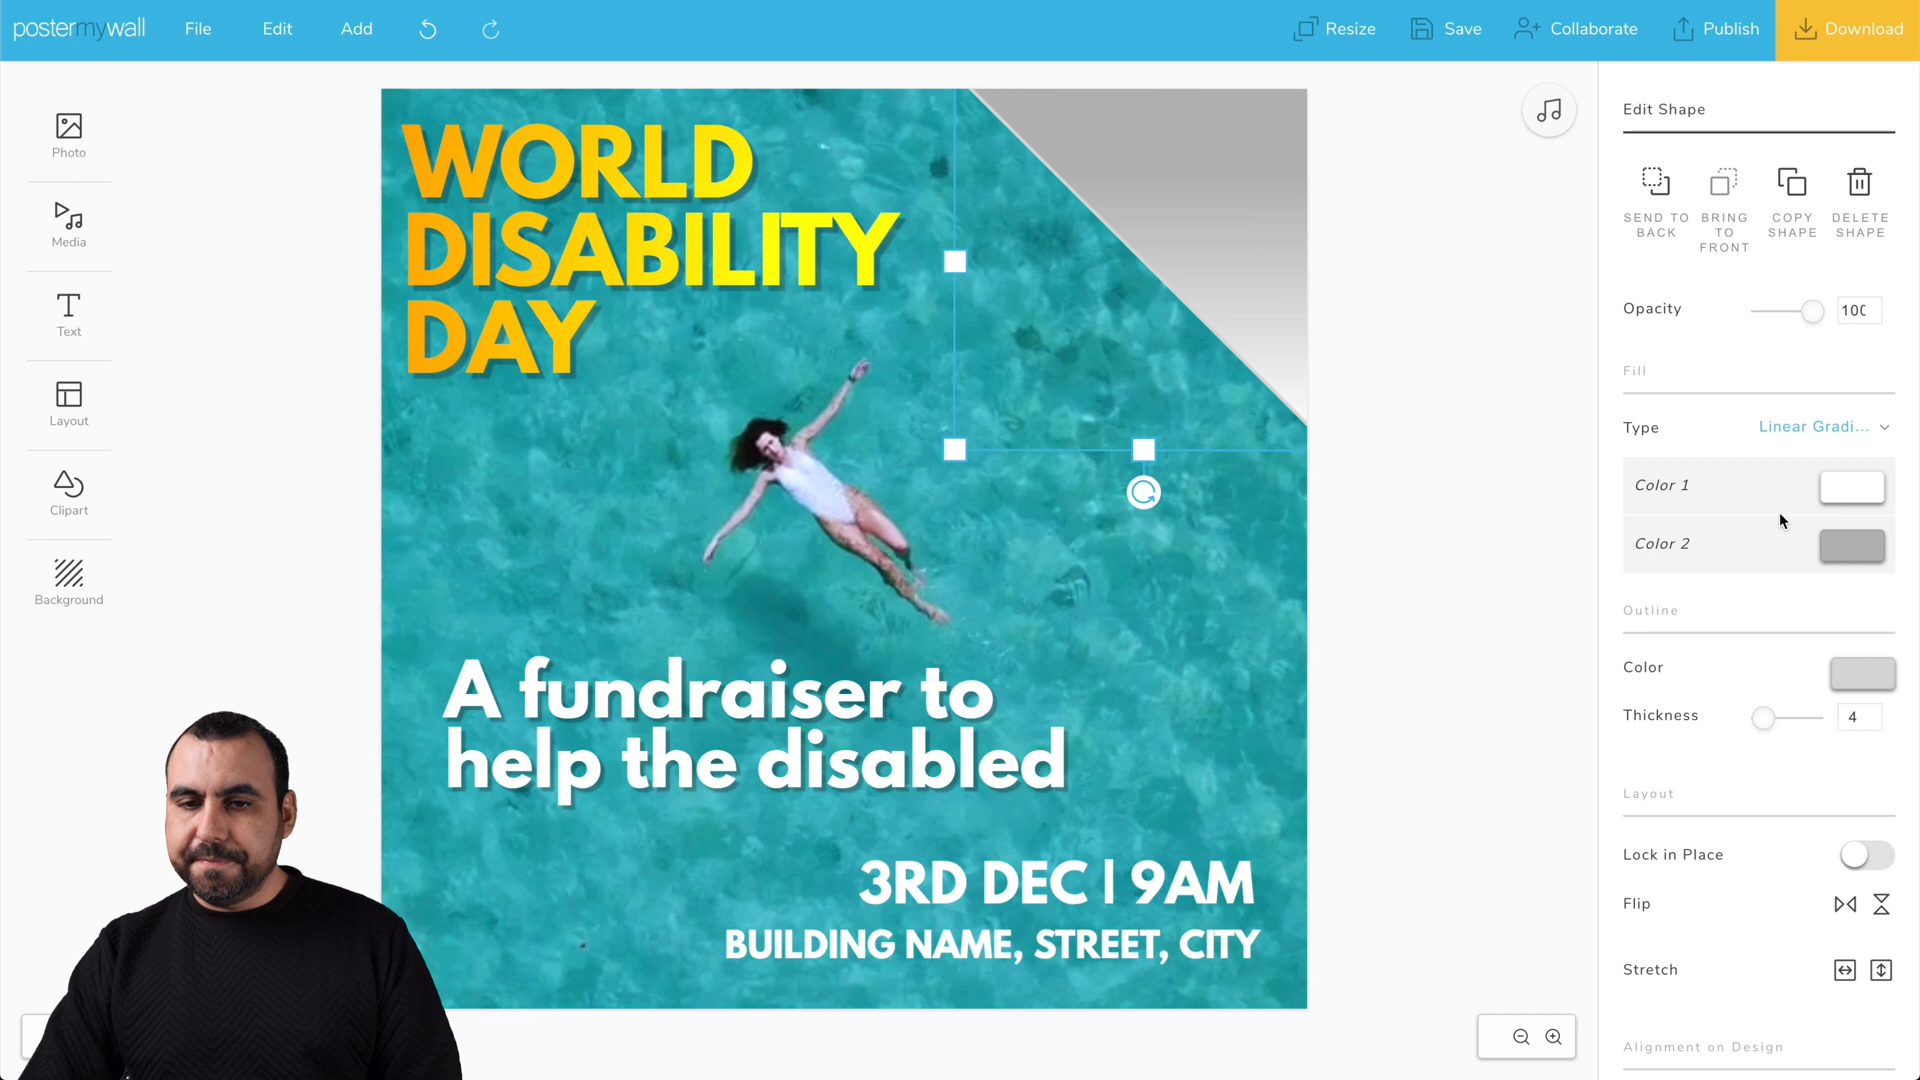 postermywall
File
Edit
Add
Resize
Save
Collaborate
Publish
Download
Photo
Media
Text
Layout
Clipart
Background
WORLD
DISABILITY
DAY
A fundraiser to
help the disabled
3RD DEC | 9AM
BUILDING NAME, STREET, CITY
Edit Shape
SEND TO
BACK
BRING
TO
FRONT
COPY
SHAPE
DELETE
SHAPE
Opacity
100
Fill
Type
Linear Gradi...
Color 1
Color 2
Outline
Color
Thickness
4
Layout
Lock in Place
Flip
Stretch
Alignment on Design